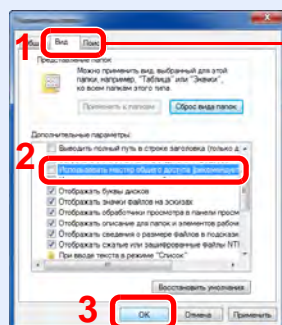 1
Вид
Поис
Представление папок
Можно применить вид, выбранный для этой
папки, например, "Таблица" или "Значки",
ко всем папкам этого типа.
Применить к папкам
Сброс вида папок
Дополнительные параметры:
Выводить полный путь в строке заголовка (только д
2
Использовать мастер общего доступа (рекомендует
Отображать буквы дисков
Отображать значки файлов на эскизах
Отображать обработчики просмотра в панели просм
Отображать описание для папок и элементов рабоче
Отображать сведения о размере файлов в подсказк
Отображать сжатые или зашифрованные файлы NTI
При вводе текста в режиме "Список"
Восстановить умолчания
3
OK
Отмена
Применить